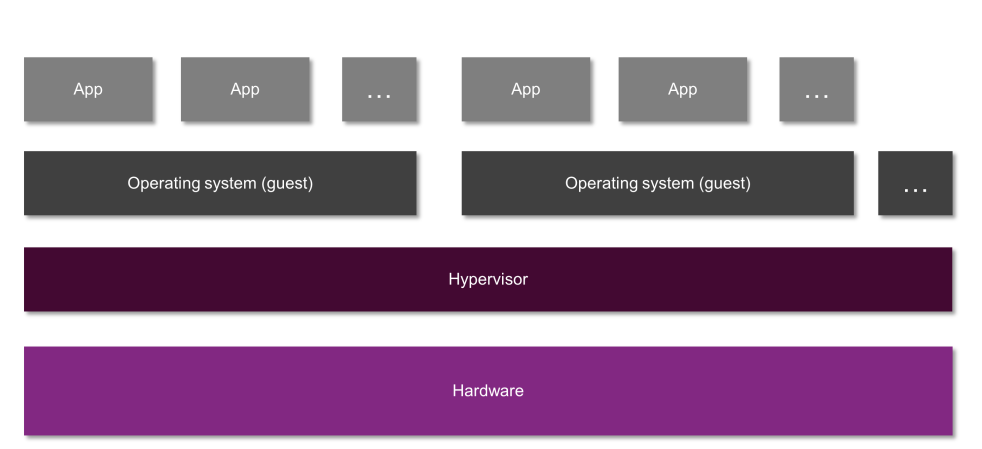 App App ... App App ...
Operating system (guest) Operating system (guest) ...
Hypervisor
Hardware